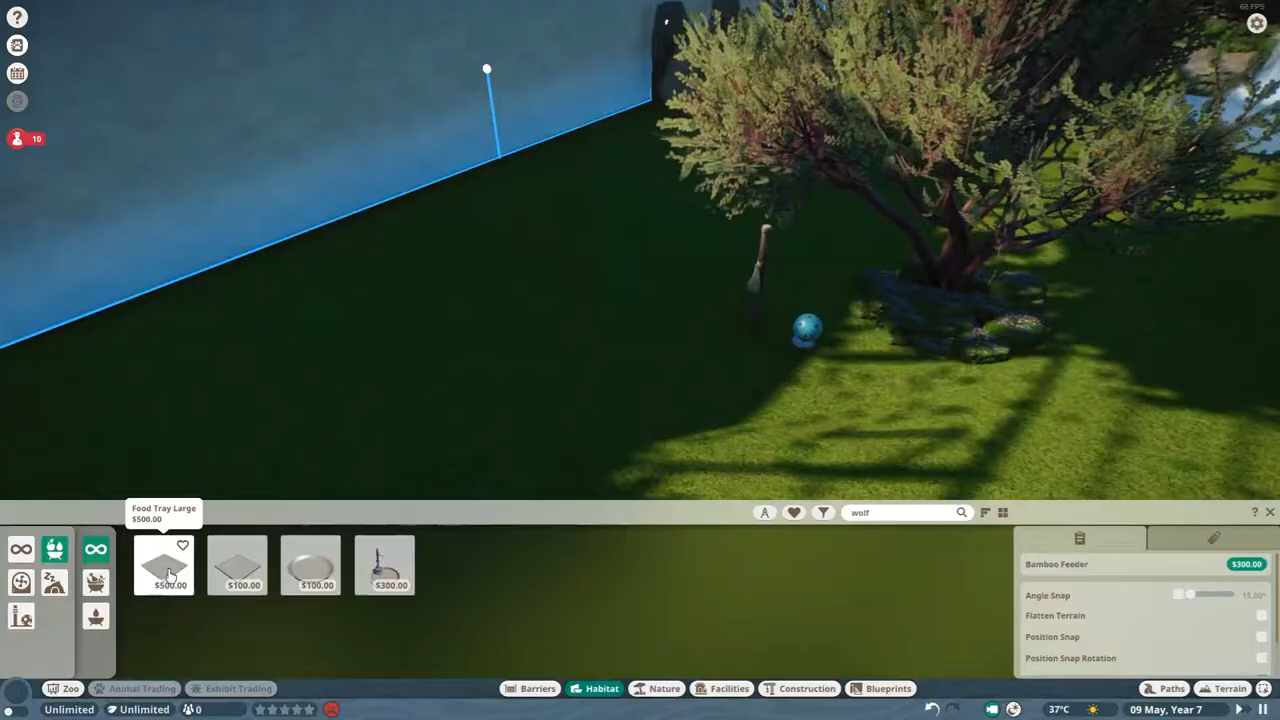 68 FPS
10
Food Tray Large
$500.00
wolf
$500.00
$100.00
$100.00
$300.00
Bamboo Feeder
$300.00
Angle Snap
15.00°
Flatten Terrain
Position Snap
Position Snap Rotation
Zoo
Animal Trading
Exhibit Trading
Barriers
Habitat
Nature
Facilities
Construction
Blueprints
Paths
Terrain
Unlimited
Unlimited
0
37°C
09 May, Year 7